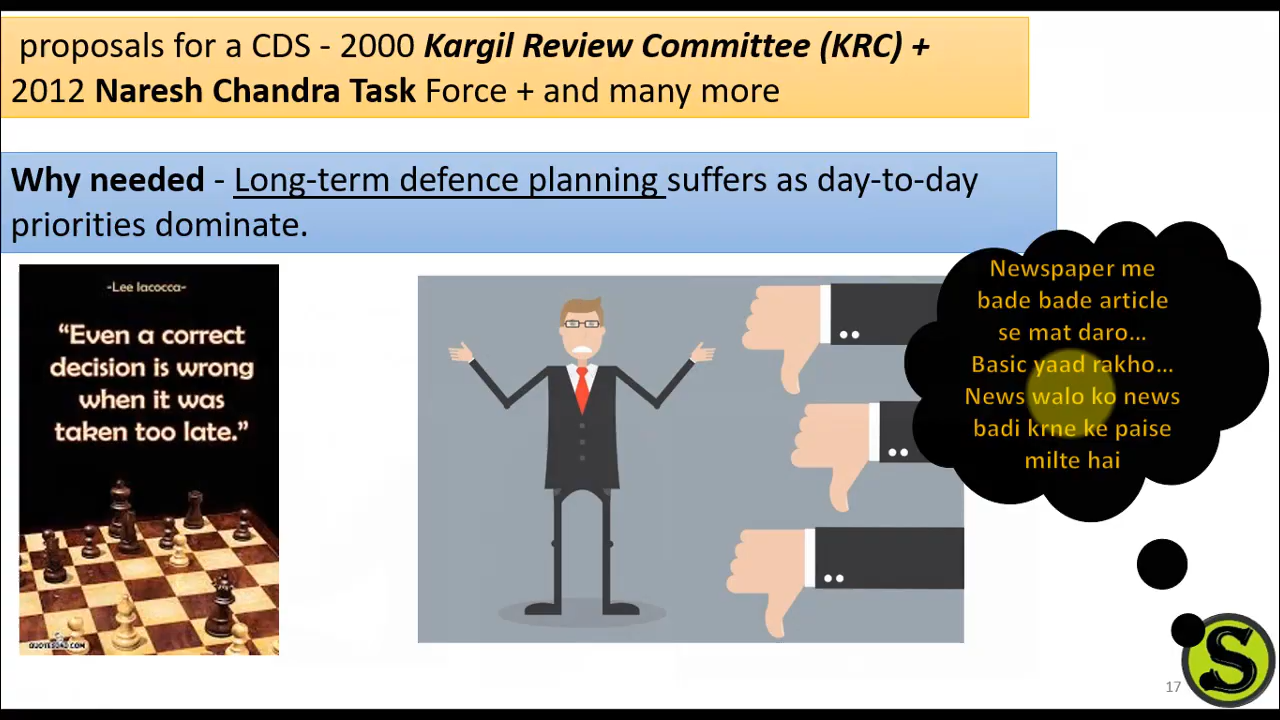 proposals for a CDS - 2000 Kargil Review Committee (KRC) +
2012 Naresh Chandra Task Force + and many more
Why needed - Long-term defence planning suffers as day-to-day
priorities dominate.
-Lee Iacocca-
“Even a correct
decision is wrong
when it was
taken too late.”
QUOTESDAD.COM
Newspaper me
bade bade article
se mat daro...
Basic yaad rakho...
News walo ko news
badi krne ke paise
milte hai
17
S